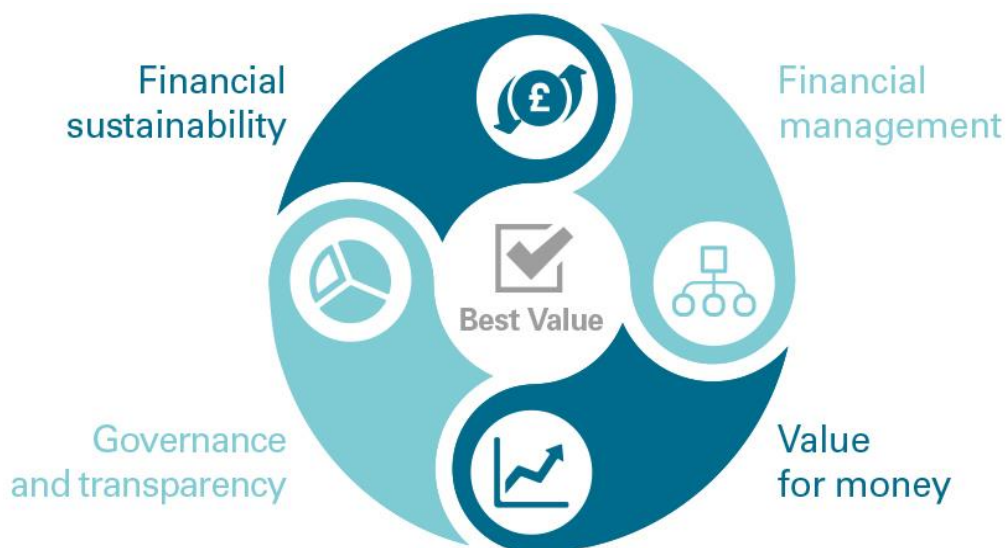 Financial
sustainability
£
Financial
management
Best Value
Governance
and transparency
Value
for money